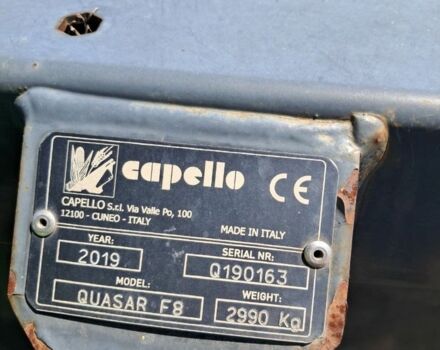 capello CE
CAPELLO S.r.l. Via Valle Po, 100
12100 - CUNEO - ITALY
MADE IN ITALY
YEAR: SERIAL NR:
2019 Q190163
MODEL: WEIGHT:
QUASAR F8 2990 Kg